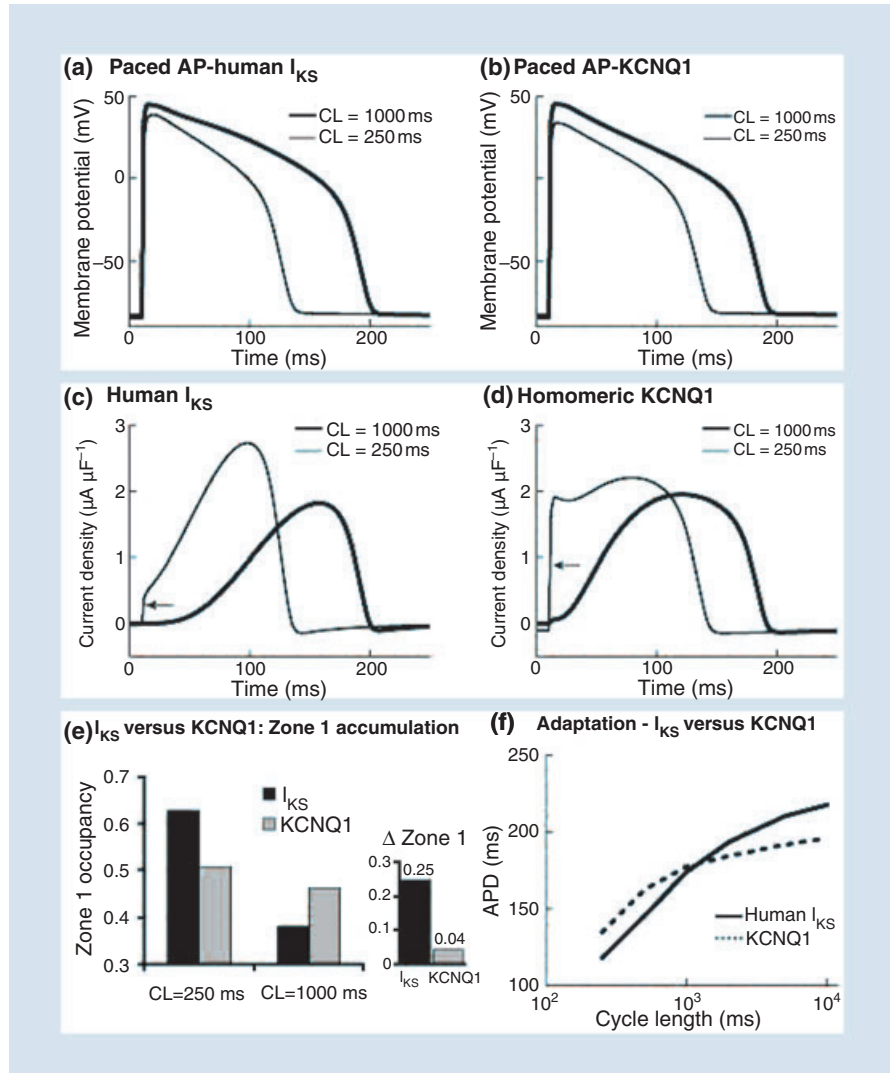 (a) Paced AP-human IKS
Membrane potential (mV)
50
0
−50
CL = 1000 ms
CL = 250 ms
0
100
200
Time (ms)
(b) Paced AP-KCNQ1
Membrane potential (mV)
50
0
−50
CL = 1000 ms
CL = 250 ms
0
100
200
Time (ms)
(c) Human IKS
Current density (µA µF⁻¹)
3
2
1
0
CL = 1000 ms
CL = 250 ms
0
100
200
Time (ms)
(d) Homomeric KCNQ1
Current density (µA µF⁻¹)
3
2
1
0
CL = 1000 ms
CL = 250 ms
0
100
200
Time (ms)
(e) IKS versus KCNQ1: Zone 1 accumulation
Zone 1 occupancy
0.7
0.6
0.5
0.4
0.3
IKS
KCNQ1
CL=250 ms
CL=1000 ms
Δ Zone 1
0.3
0.2
0.1
0
0.25
0.04
IKS KCNQ1
(f) Adaptation - IKS versus KCNQ1
APD (ms)
250
200
150
100
Human IKS
KCNQ1
10²
10³
10⁴
Cycle length (ms)